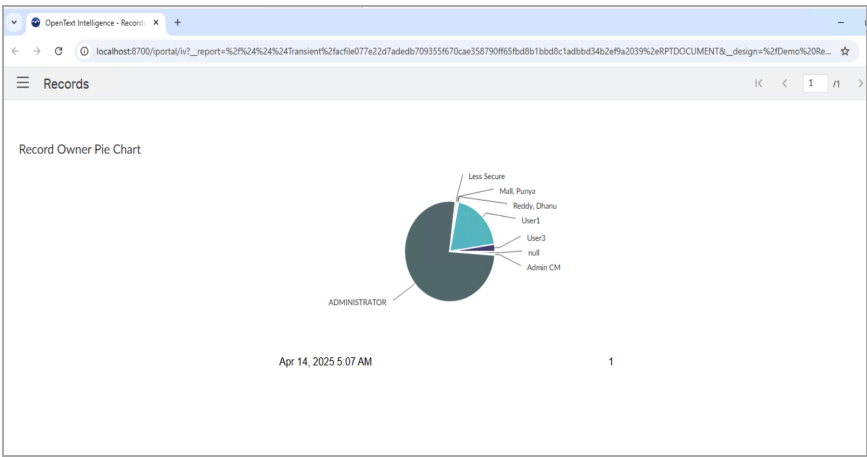 OpenText Intelligence - Records
localhost:8700/iportal/iv?__report=%2f%24%24%24Transient%2facfile077e22d7adedb709355f670cae358790ff65fbd8b1bbd8c1adbbd34b2ef9a2039%2eRPTDOCUMENT&__design=%2fDemo%20Re...
Records
1 /1
Record Owner Pie Chart
Less Secure
Mall, Punya
Reddy, Dhanu
User1
User3
null
Admin CM
ADMINISTRATOR
Apr 14, 2025 5:07 AM 1